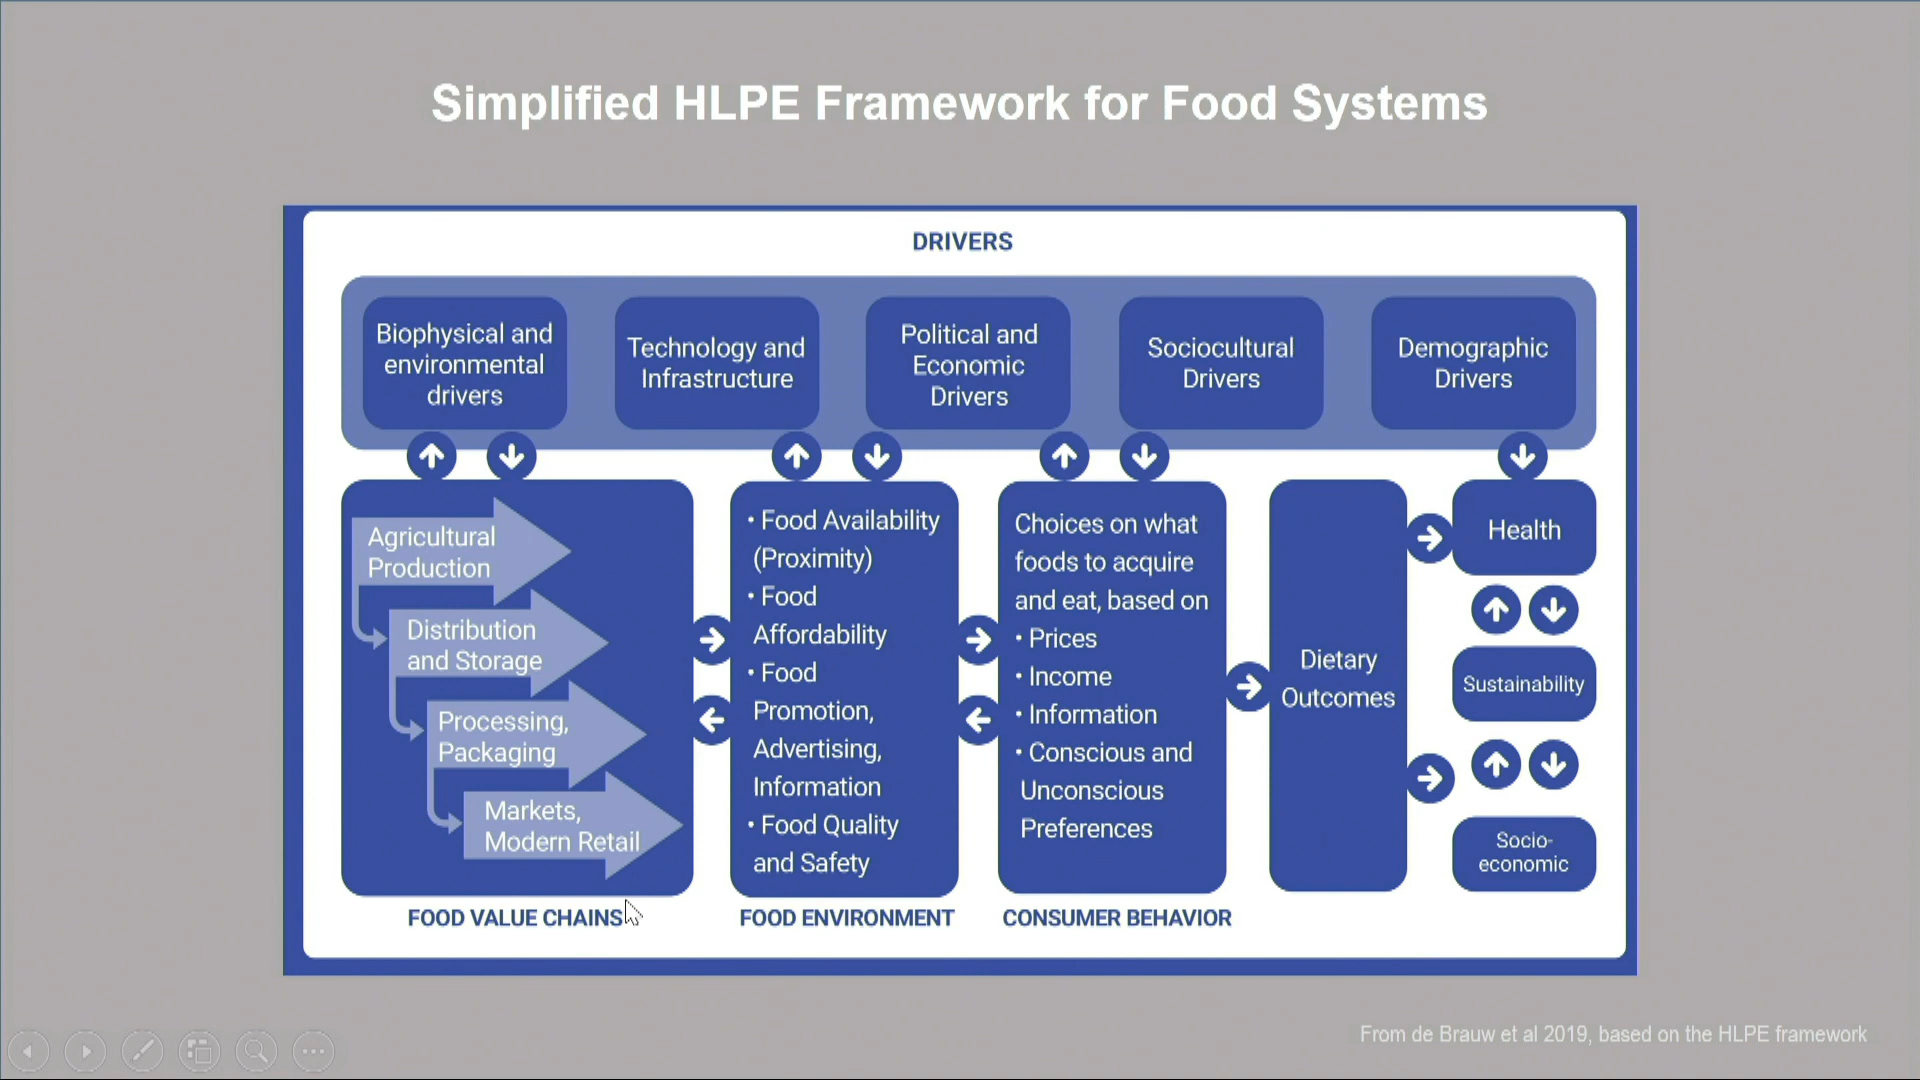 Simplified HLPE Framework for Food Systems
DRIVERS
Biophysical and
environmental
drivers
Technology and
Infrastructure
Political and
Economic
Drivers
Sociocultural
Drivers
Demographic
Drivers
Agricultural
Production
Distribution
and Storage
Processing,
Packaging
Markets,
Modern Retail
FOOD VALUE CHAINS
• Food Availability
(Proximity)
• Food
Affordability
• Food
Promotion,
Advertising,
Information
• Food Quality
and Safety
FOOD ENVIRONMENT
Choices on what
foods to acquire
and eat, based on
• Prices
• Income
• Information
• Conscious and
Unconscious
Preferences
CONSUMER BEHAVIOR
Dietary
Outcomes
Health
Sustainability
Socio-
economic
From de Brauw et al 2019, based on the HLPE framework